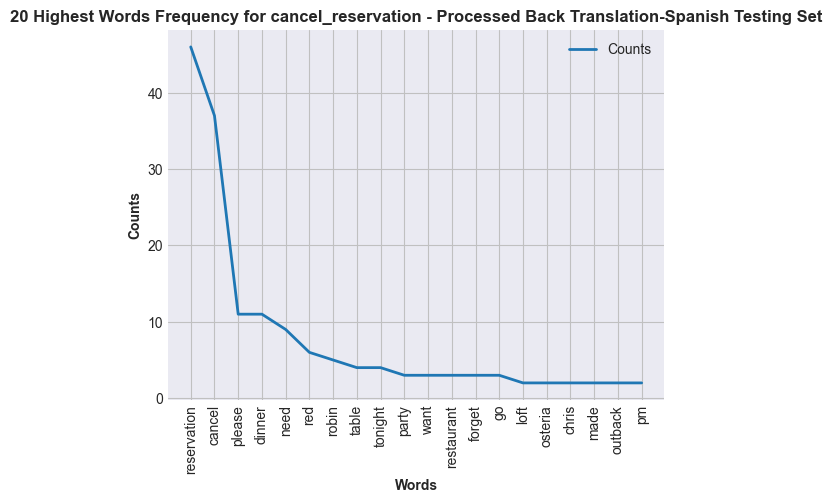 20 Highest Words Frequency for cancel_reservation - Processed Back Translation-Spanish Testing Set
Counts
Counts
40
30
20
10
0
reservation
cancel
please
dinner
need
red
robin
table
tonight
party
want
restaurant
forget
go
loft
osteria
chris
made
outback
pm
Words